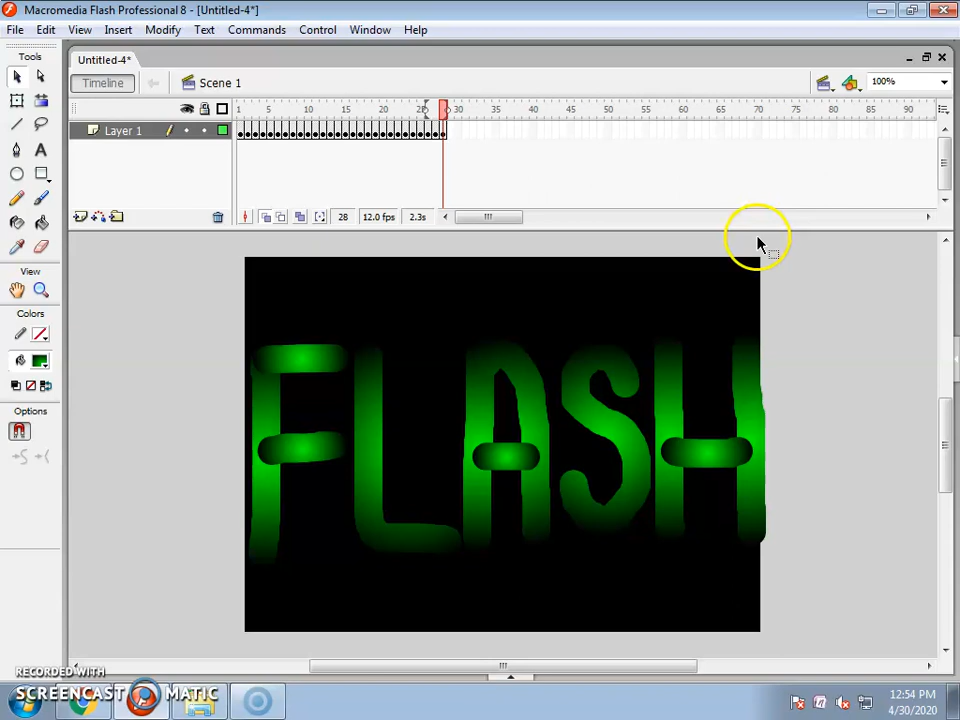 Macromedia Flash Professional 8 - [Untitled-4*]
File Edit View Insert Modify Text Commands Control Window Help
Tools
Untitled-4*
Timeline
Scene 1
100%
1 5 10 15 20 25 30 35 40 45 50 55 60 65 70 75 80 85 90
Layer 1
28 12.0 fps 2.3s
View
Colors
Options
FLASH
RECORDED WITH
SCREENCAST MATIC
12:54 PM
4/30/2020